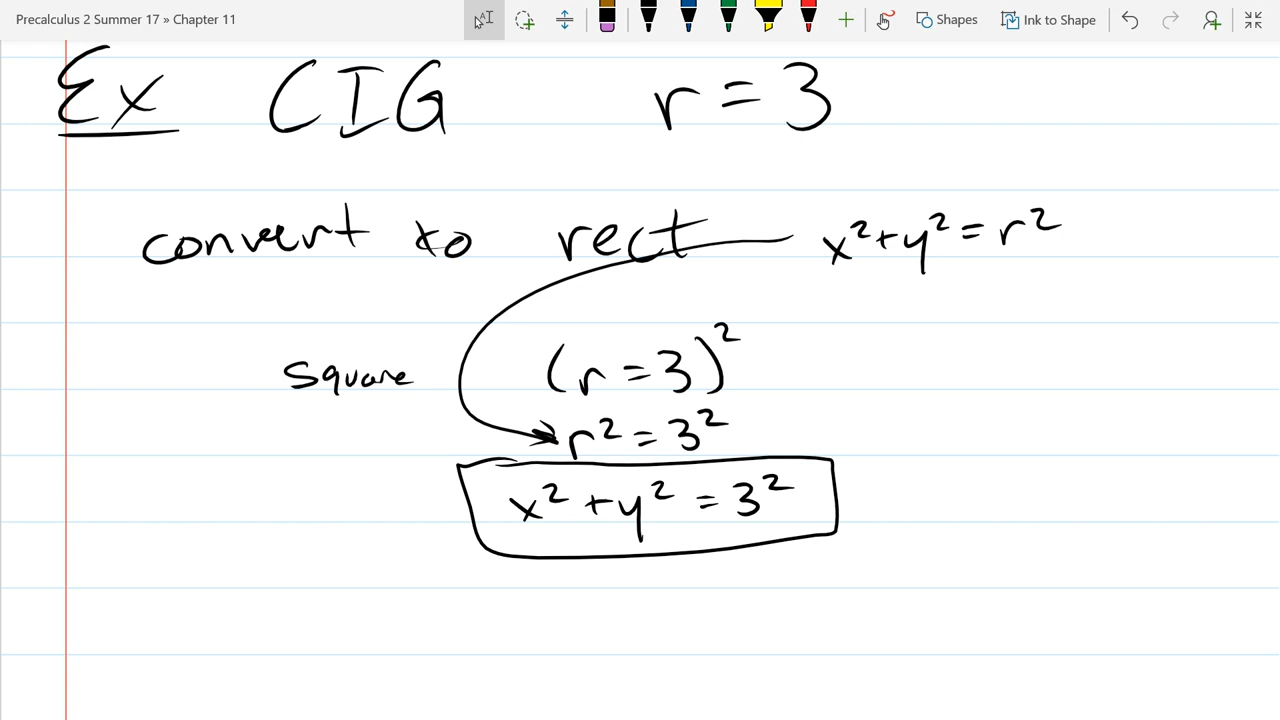 Precalculus 2 Summer 17 » Chapter 11
Shapes
Ink to Shape
Ex CIG r = 3
convert to rect x² + y² = r²
square (r = 3)²
r² = 3²
x² + y² = 3²